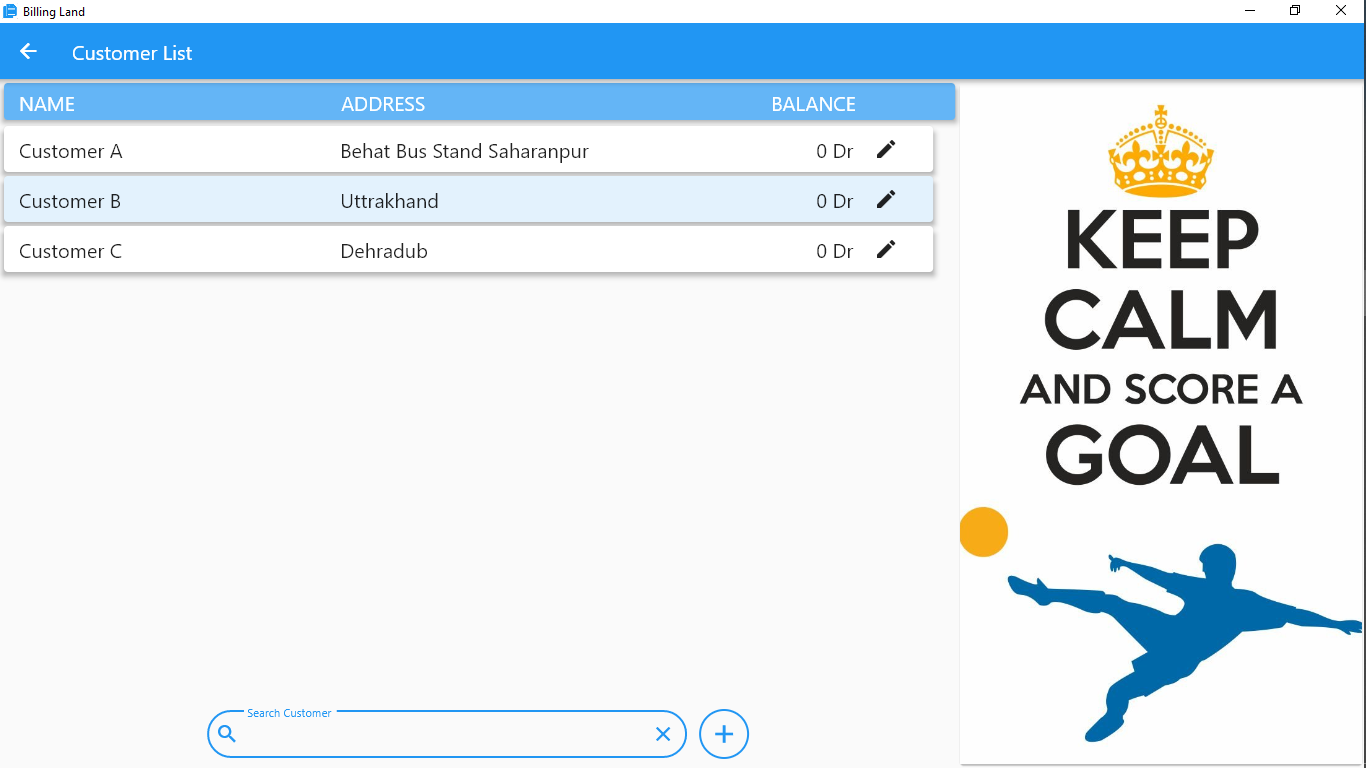 Billing Land
Customer List
NAME ADDRESS BALANCE
Customer A Behat Bus Stand Saharanpur 0 Dr
Customer B Uttrakhand 0 Dr
Customer C Dehradub 0 Dr
Search Customer
KEEP
CALM
AND SCORE A
GOAL